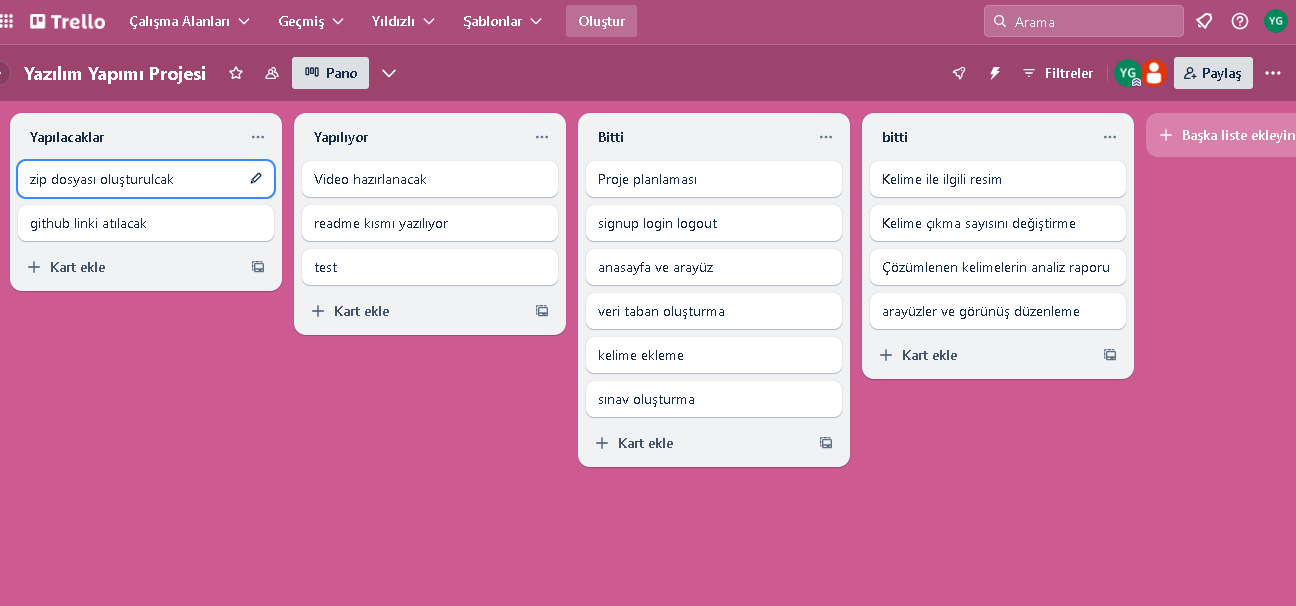 Trello Çalışma Alanları Geçmiş Yıldızlı Şablonlar Oluştur Arama YG
Yazılım Yapımı Projesi Pano YG Filtreler Paylaş
Yapılacaklar
zip dosyası oluşturulcak
github linki atılacak
+ Kart ekle
Yapılıyor
Video hazırlanacak
readme kısmı yazılıyor
test
+ Kart ekle
Bitti
Proje planlaması
signup login logout
anasayfa ve arayüz
veri taban oluşturma
kelime ekleme
sınav oluşturma
+ Kart ekle
bitti
Kelime ile ilgili resim
Kelime çıkma sayısını değiştirme
Çözümlenen kelimelerin analiz raporu
arayüzler ve görünüş düzenleme
+ Kart ekle
+ Başka liste ekleyin